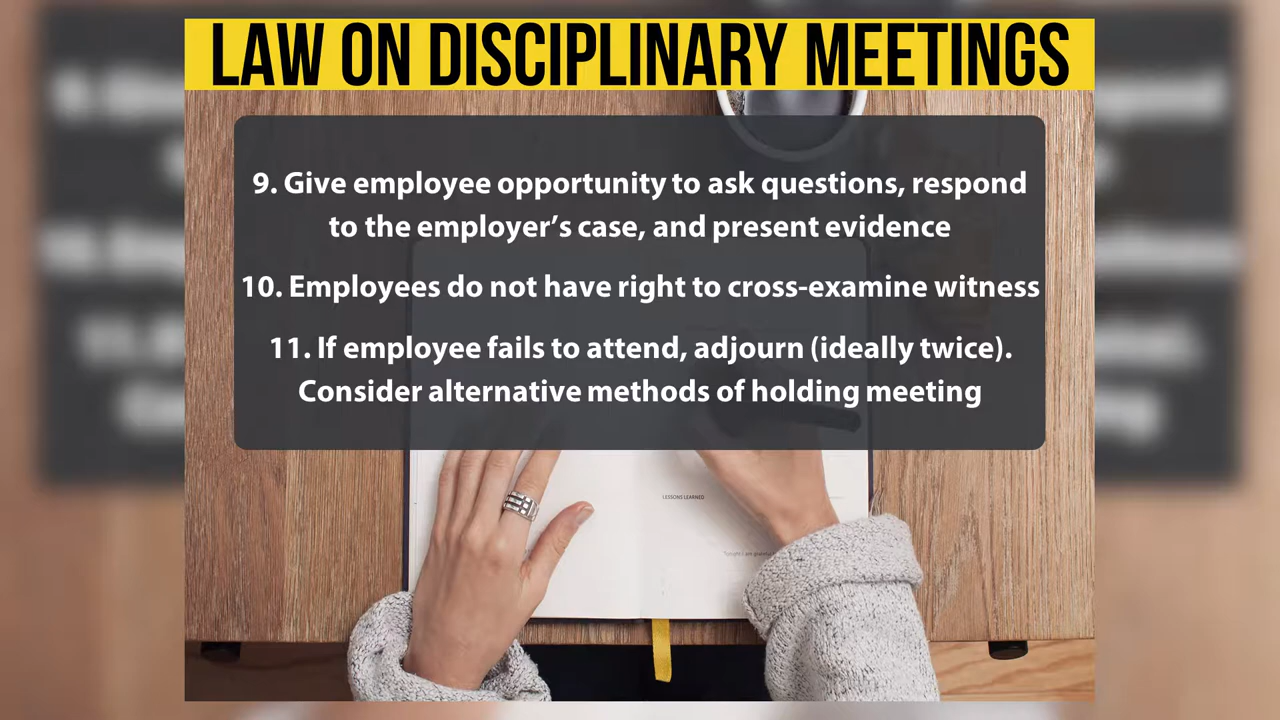 LAW ON DISCIPLINARY MEETINGS
9. Give employee opportunity to ask questions, respond
to the employer’s case, and present evidence
10. Employees do not have right to cross-examine witness
11. If employee fails to attend, adjourn (ideally twice).
Consider alternative methods of holding meeting
LESSONS LEARNED